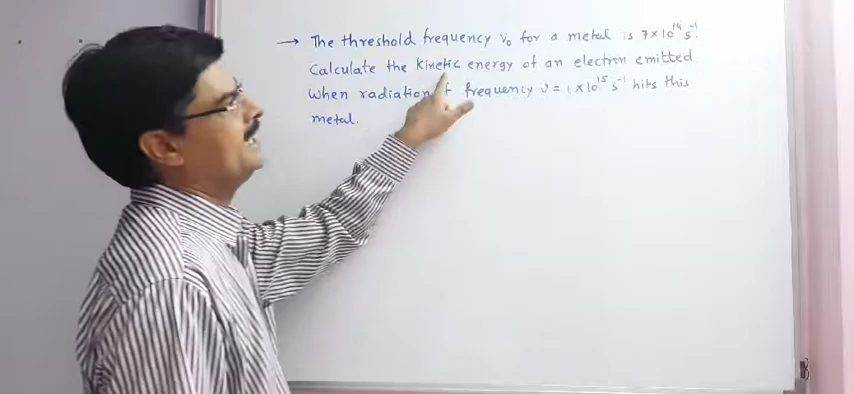 → The threshold frequency ν₀ for a metal is 7×10¹⁴ s⁻¹.
Calculate the kinetic energy of an electron emitted
when radiation of frequency ν = 1 ×10¹⁵ s⁻¹ hits this
metal.